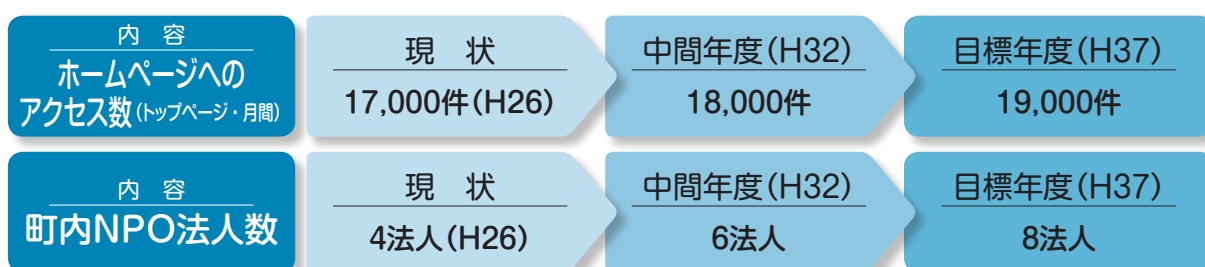 内 容
ホームページへの
アクセス数(トップページ・月間)
現 状
17,000件(H26)
中間年度(H32)
18,000件
目標年度(H37)
19,000件
内 容
町内NPO法人数
現 状
4法人(H26)
中間年度(H32)
6法人
目標年度(H37)
8法人